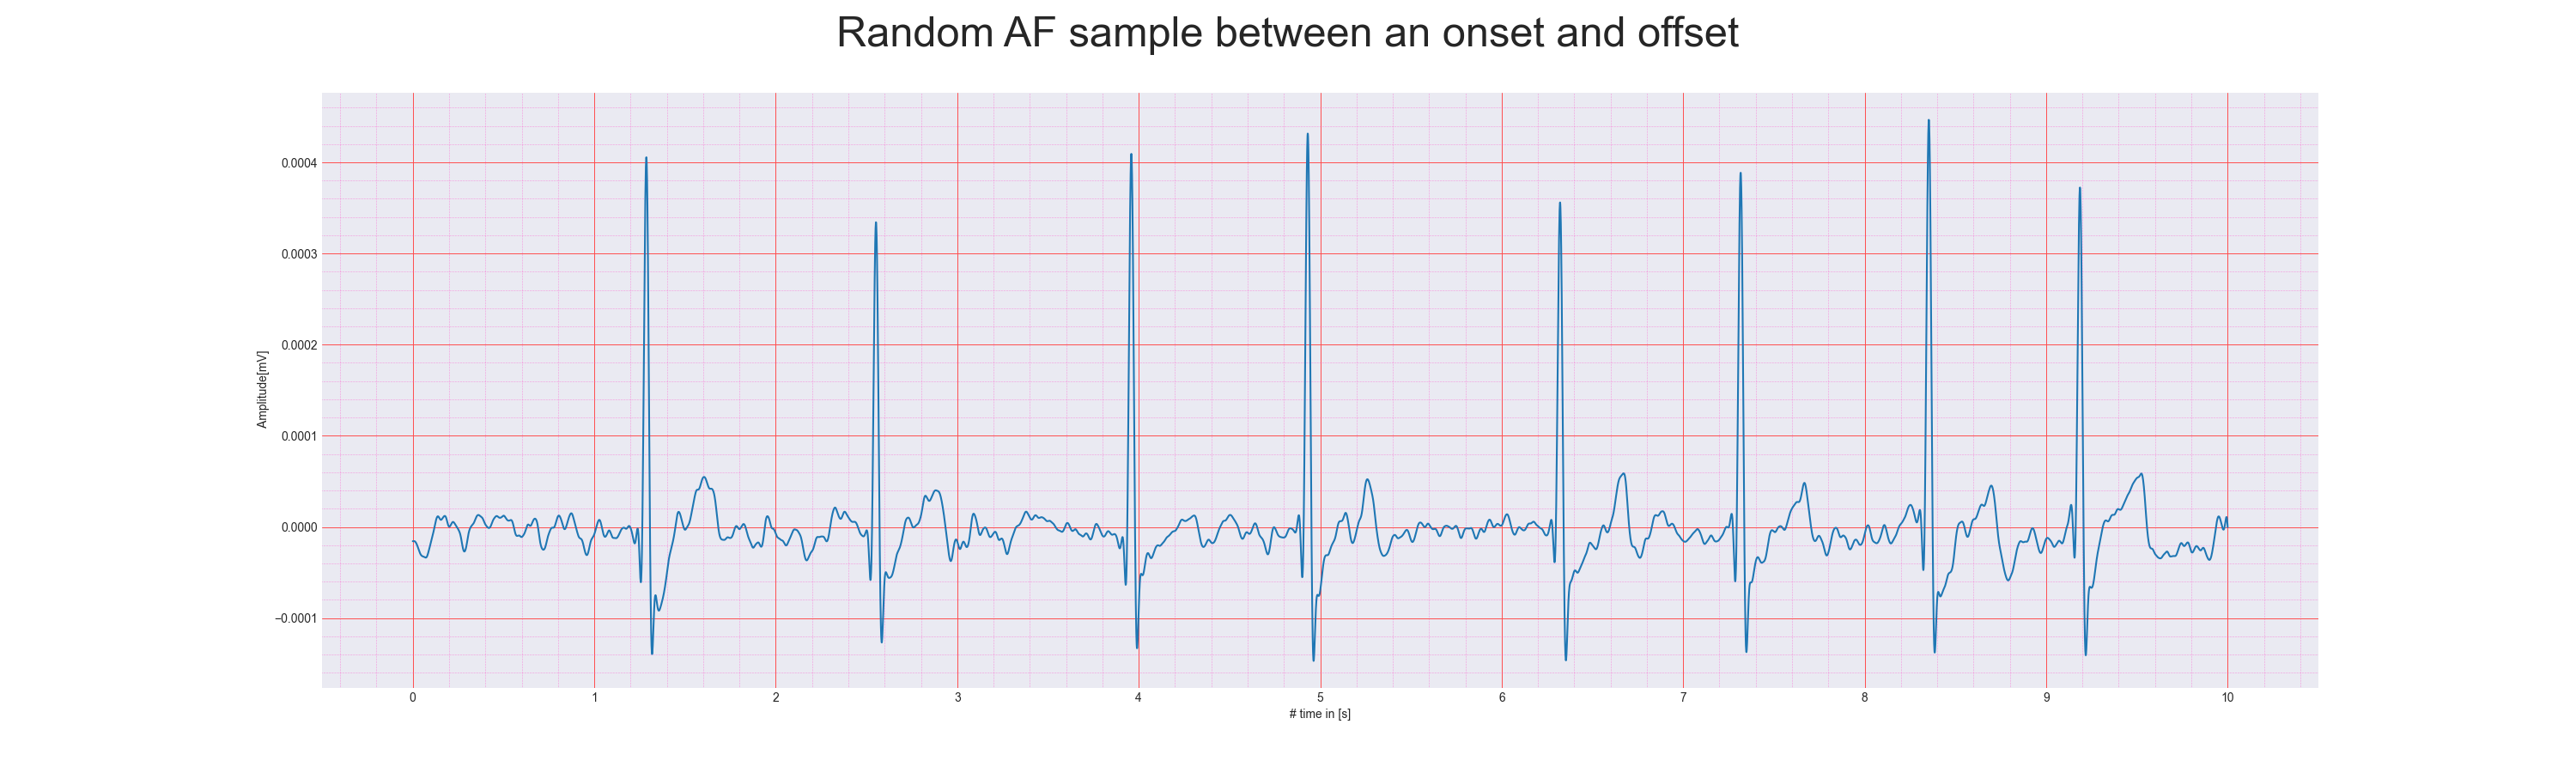 Random AF sample between an onset and offset
0.0004
0.0003
0.0002
0.0001
0.0000
−0.0001
Amplitude[mV]
0 1 2 3 4 5 6 7 8 9 10
# time in [s]